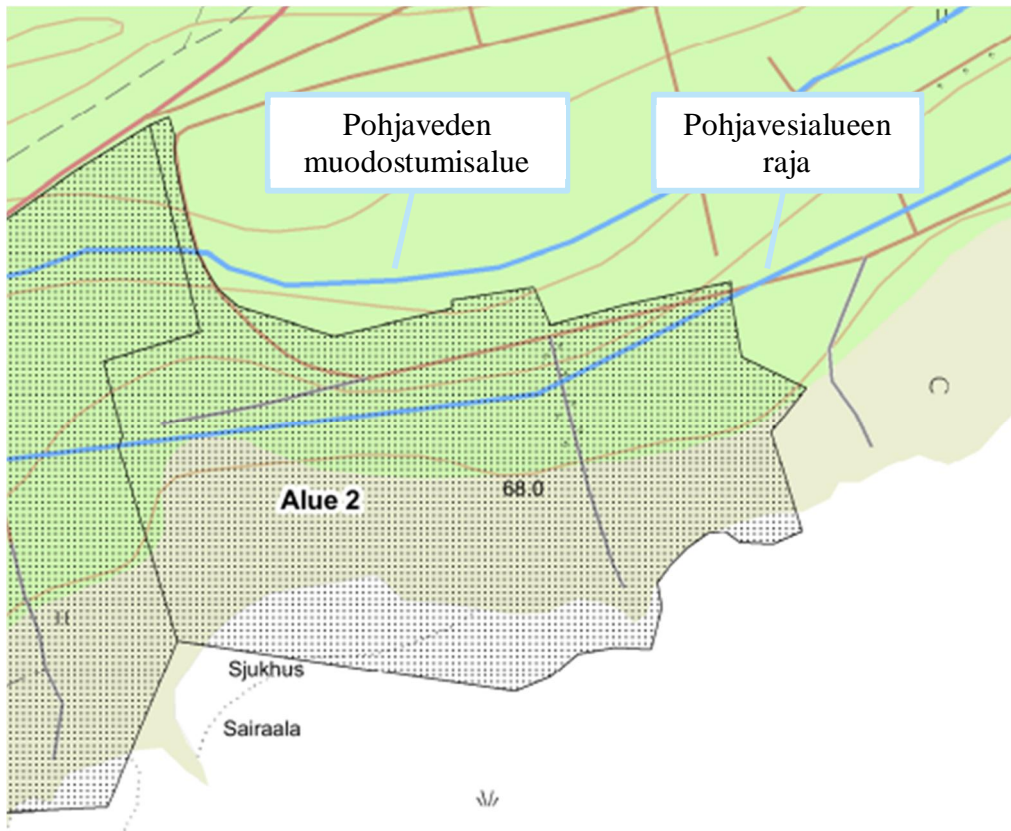 Pohjaveden
muodostumisalue
Pohjavesialueen
raja
Alue 2
68.0
Sjukhus
Sairaala